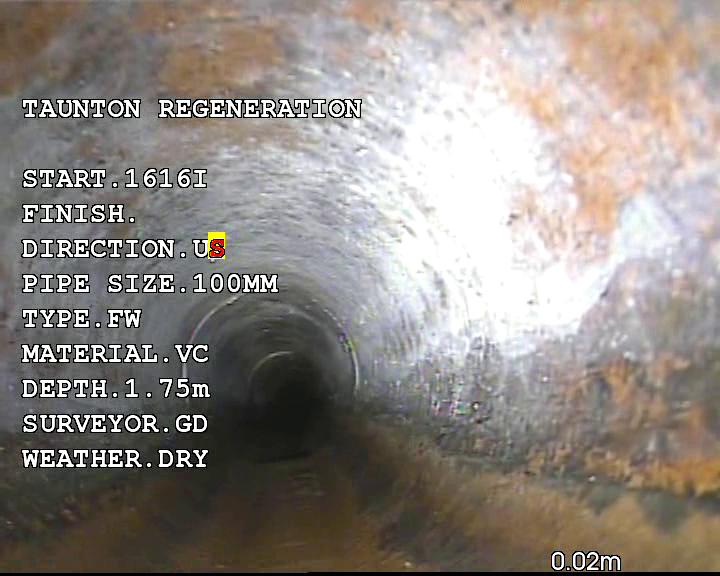 TAUNTON REGENERATION
START.1616I
FINISH.
DIRECTION.US
PIPE SIZE.100MM
TYPE.FW
MATERIAL.VC
DEPTH.1.75m
SURVEYOR.GD
WEATHER.DRY
0.02m